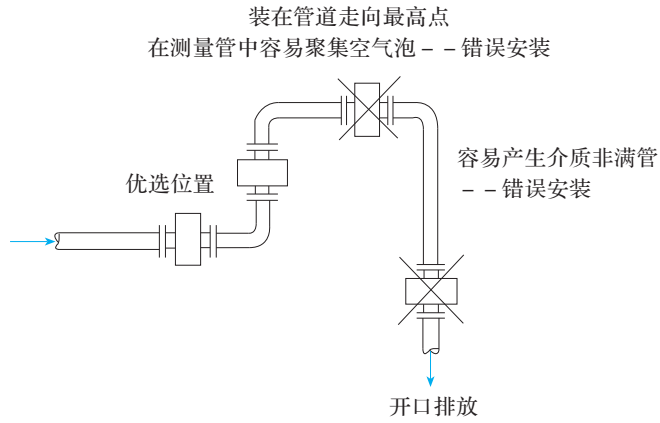 装在管道走向最高点
在测量管中容易聚集空气泡－－错误安装
容易产生介质非满管
－－错误安装
优选位置
开口排放